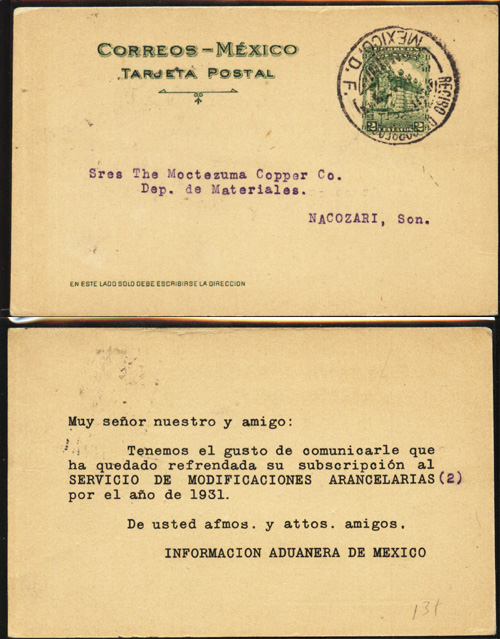 CORREOS-MÉXICO
TARJETA POSTAL
MEXICO, D. F.
RECIBO
2 2
Sres The Moctezuma Copper Co.
Dep. de Materiales.
NACOZARI, Son.
EN ESTE LADO SOLO DEBE ESCRIBIRSE LA DIRECCION
Muy señor nuestro y amigo:
Tenemos el gusto de comunicarle que
ha quedado refrendada su subscripción al
SERVICIO DE MODIFICACIONES ARANCELARIAS (2)
por el año de 1931.
De usted afmos. y attos. amigos.
INFORMACION ADUANERA DE MEXICO